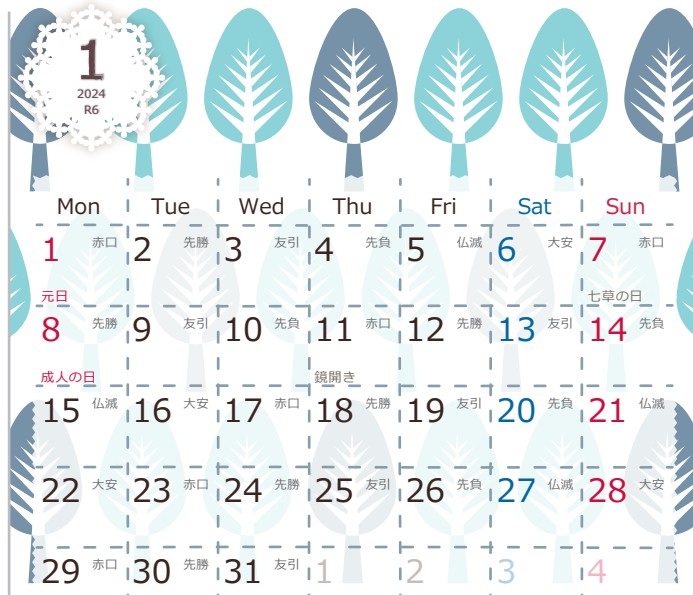 1
2024
R6
Mon Tue Wed Thu Fri Sat Sun
1 赤口 2 先勝 3 友引 4 先負 5 仏滅 6 大安 7 赤口
元日 七草の日
8 先勝 9 友引 10 先負 11 赤口 12 先勝 13 友引 14 先負
成人の日 鏡開き
15 仏滅 16 大安 17 赤口 18 先勝 19 友引 20 先負 21 仏滅
22 大安 23 赤口 24 先勝 25 友引 26 先負 27 仏滅 28 大安
29 赤口 30 先勝 31 友引 1 2 3 4